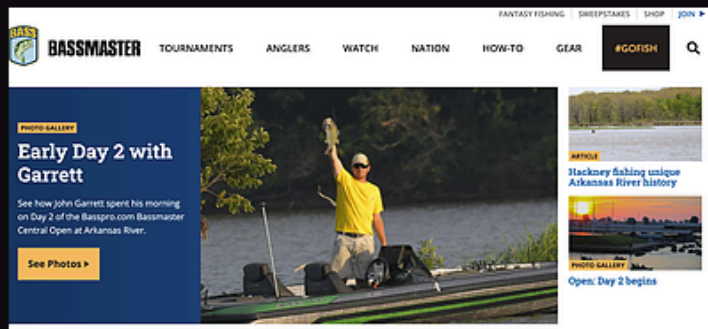 FANTASY FISHING SWEEPSTAKES SHOP JOIN
BASS
BASSMASTER
TOURNAMENTS ANGLERS WATCH NATION HOW-TO GEAR #GOFISH
PHOTO GALLERY
Early Day 2 with
Garrett
See how John Garrett spent his morning
on Day 2 of the Basspro.com Bassmaster
Central Open at Arkansas River.
See Photos
ARTICLE
Hackney fishing unique
Arkansas River history
PHOTO GALLERY
Open: Day 2 begins